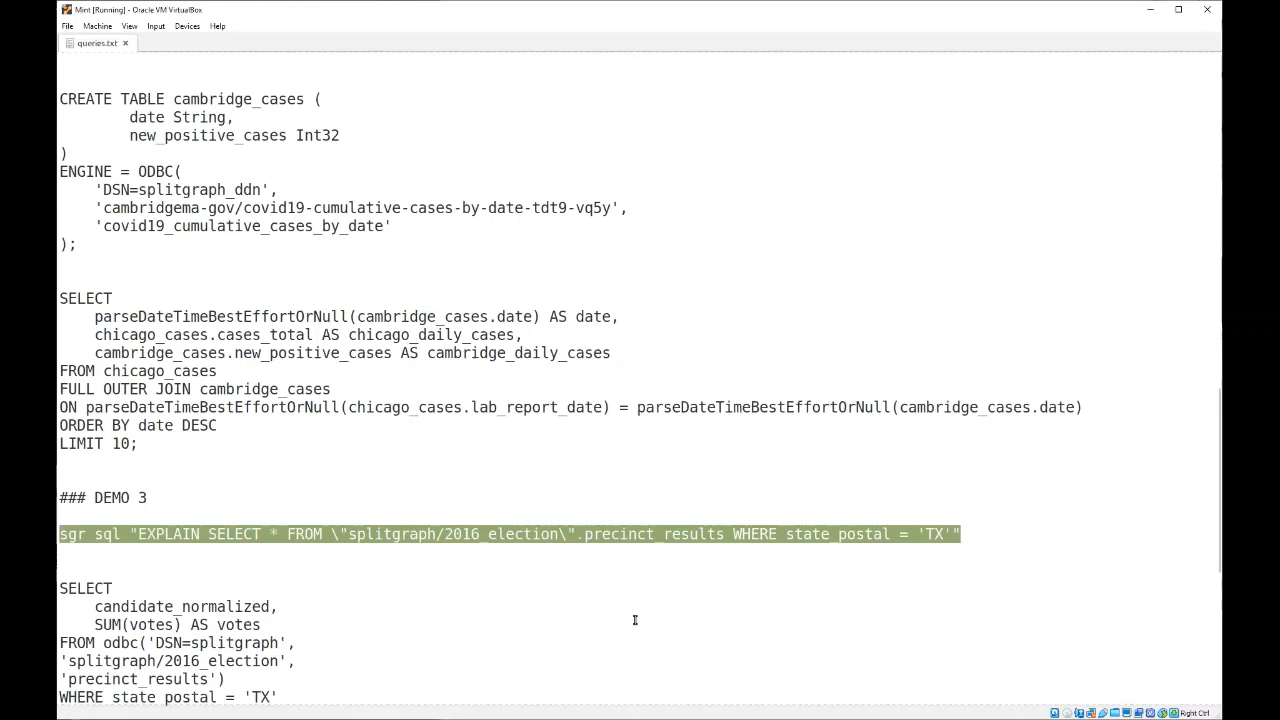 Mint [Running] - Oracle VM VirtualBox
File Machine View Input Devices Help
queries.txt ×
CREATE TABLE cambridge_cases (
date String,
new_positive_cases Int32
)
ENGINE = ODBC(
'DSN=splitgraph_ddn',
'cambridgema-gov/covid19-cumulative-cases-by-date-tdt9-vq5y',
'covid19_cumulative_cases_by_date'
);
SELECT
parseDateTimeBestEffortOrNull(cambridge_cases.date) AS date,
chicago_cases.cases_total AS chicago_daily_cases,
cambridge_cases.new_positive_cases AS cambridge_daily_cases
FROM chicago_cases
FULL OUTER JOIN cambridge_cases
ON parseDateTimeBestEffortOrNull(chicago_cases.lab_report_date) = parseDateTimeBestEffortOrNull(cambridge_cases.date)
ORDER BY date DESC
LIMIT 10;
### DEMO 3
sgr sql "EXPLAIN SELECT * FROM \"splitgraph/2016_election\".precinct_results WHERE state_postal = 'TX'"
SELECT
candidate_normalized,
SUM(votes) AS votes
FROM odbc('DSN=splitgraph',
'splitgraph/2016_election',
'precinct_results')
WHERE state_postal = 'TX'
Right Ctrl